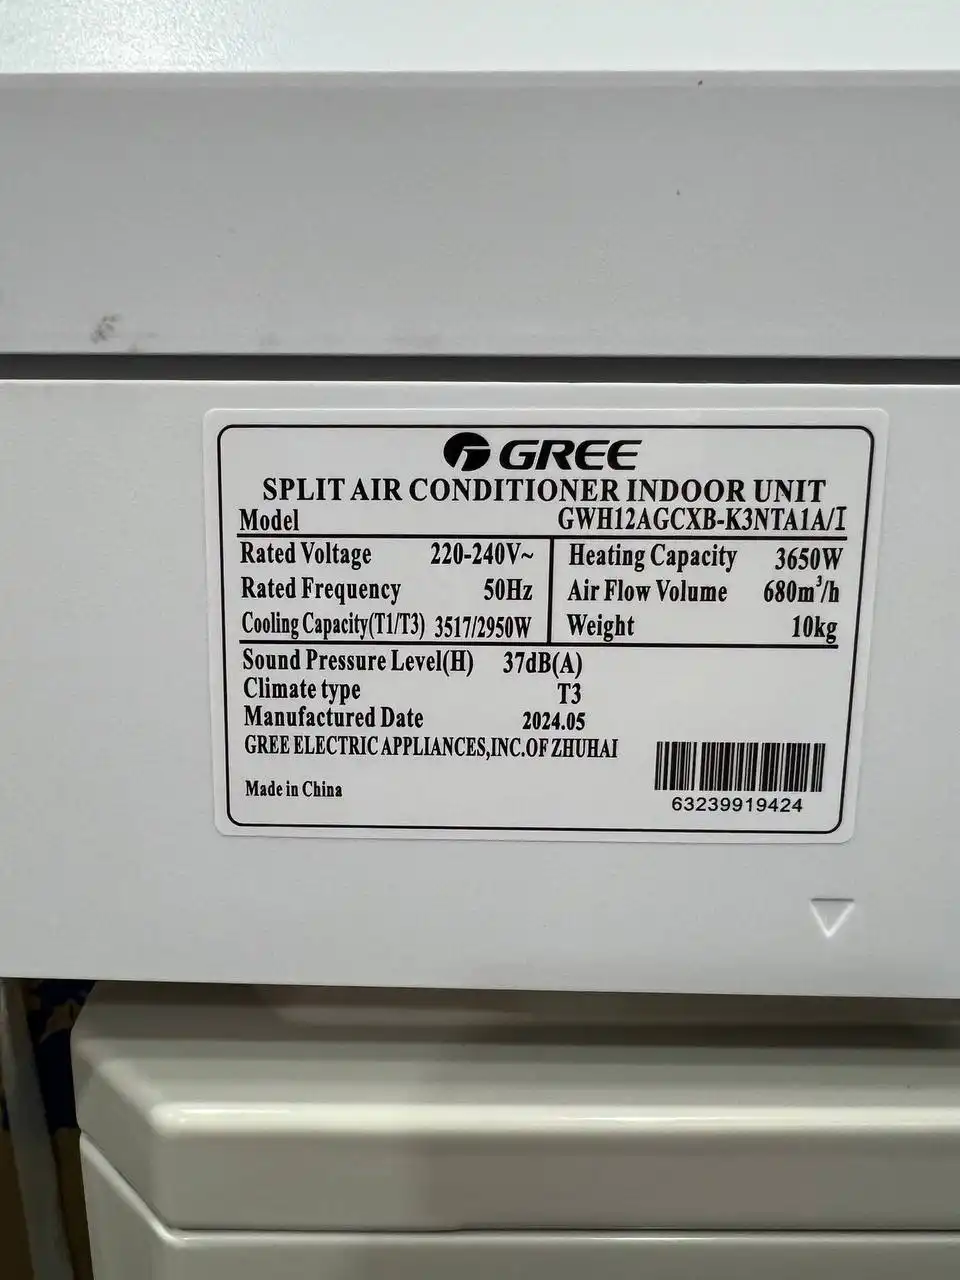 GREE
SPLIT AIR CONDITIONER INDOOR UNIT
Model GWH12AGCXB-K3NTA1A/I
Rated Voltage 220-240V~ Heating Capacity 3650W
Rated Frequency 50Hz Air Flow Volume 680m³/h
Cooling Capacity(T1/T3) 3517/2950W Weight 10kg
Sound Pressure Level(H) 37dB(A)
Climate type T3
Manufactured Date 2024.05
GREE ELECTRIC APPLIANCES,INC.OF ZHUHAI
Made in China
63239919424